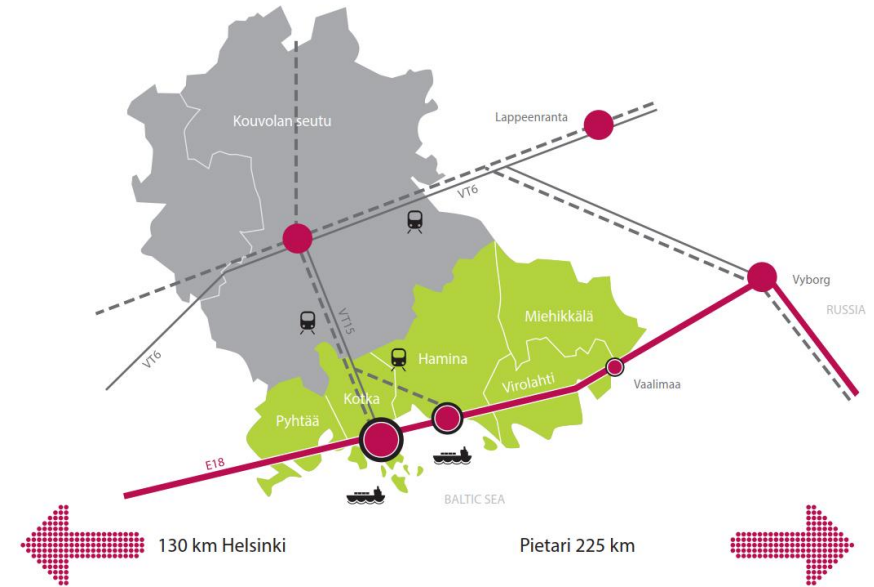 Kouvolan seutu
Lappeenranta
VT6
Vyborg
RUSSIA
Miehikkälä
VT15
Hamina
VT6
Virolahti
Vaalimaa
Kotka
Pyhtää
E18
BALTIC SEA
130 km Helsinki
Pietari 225 km